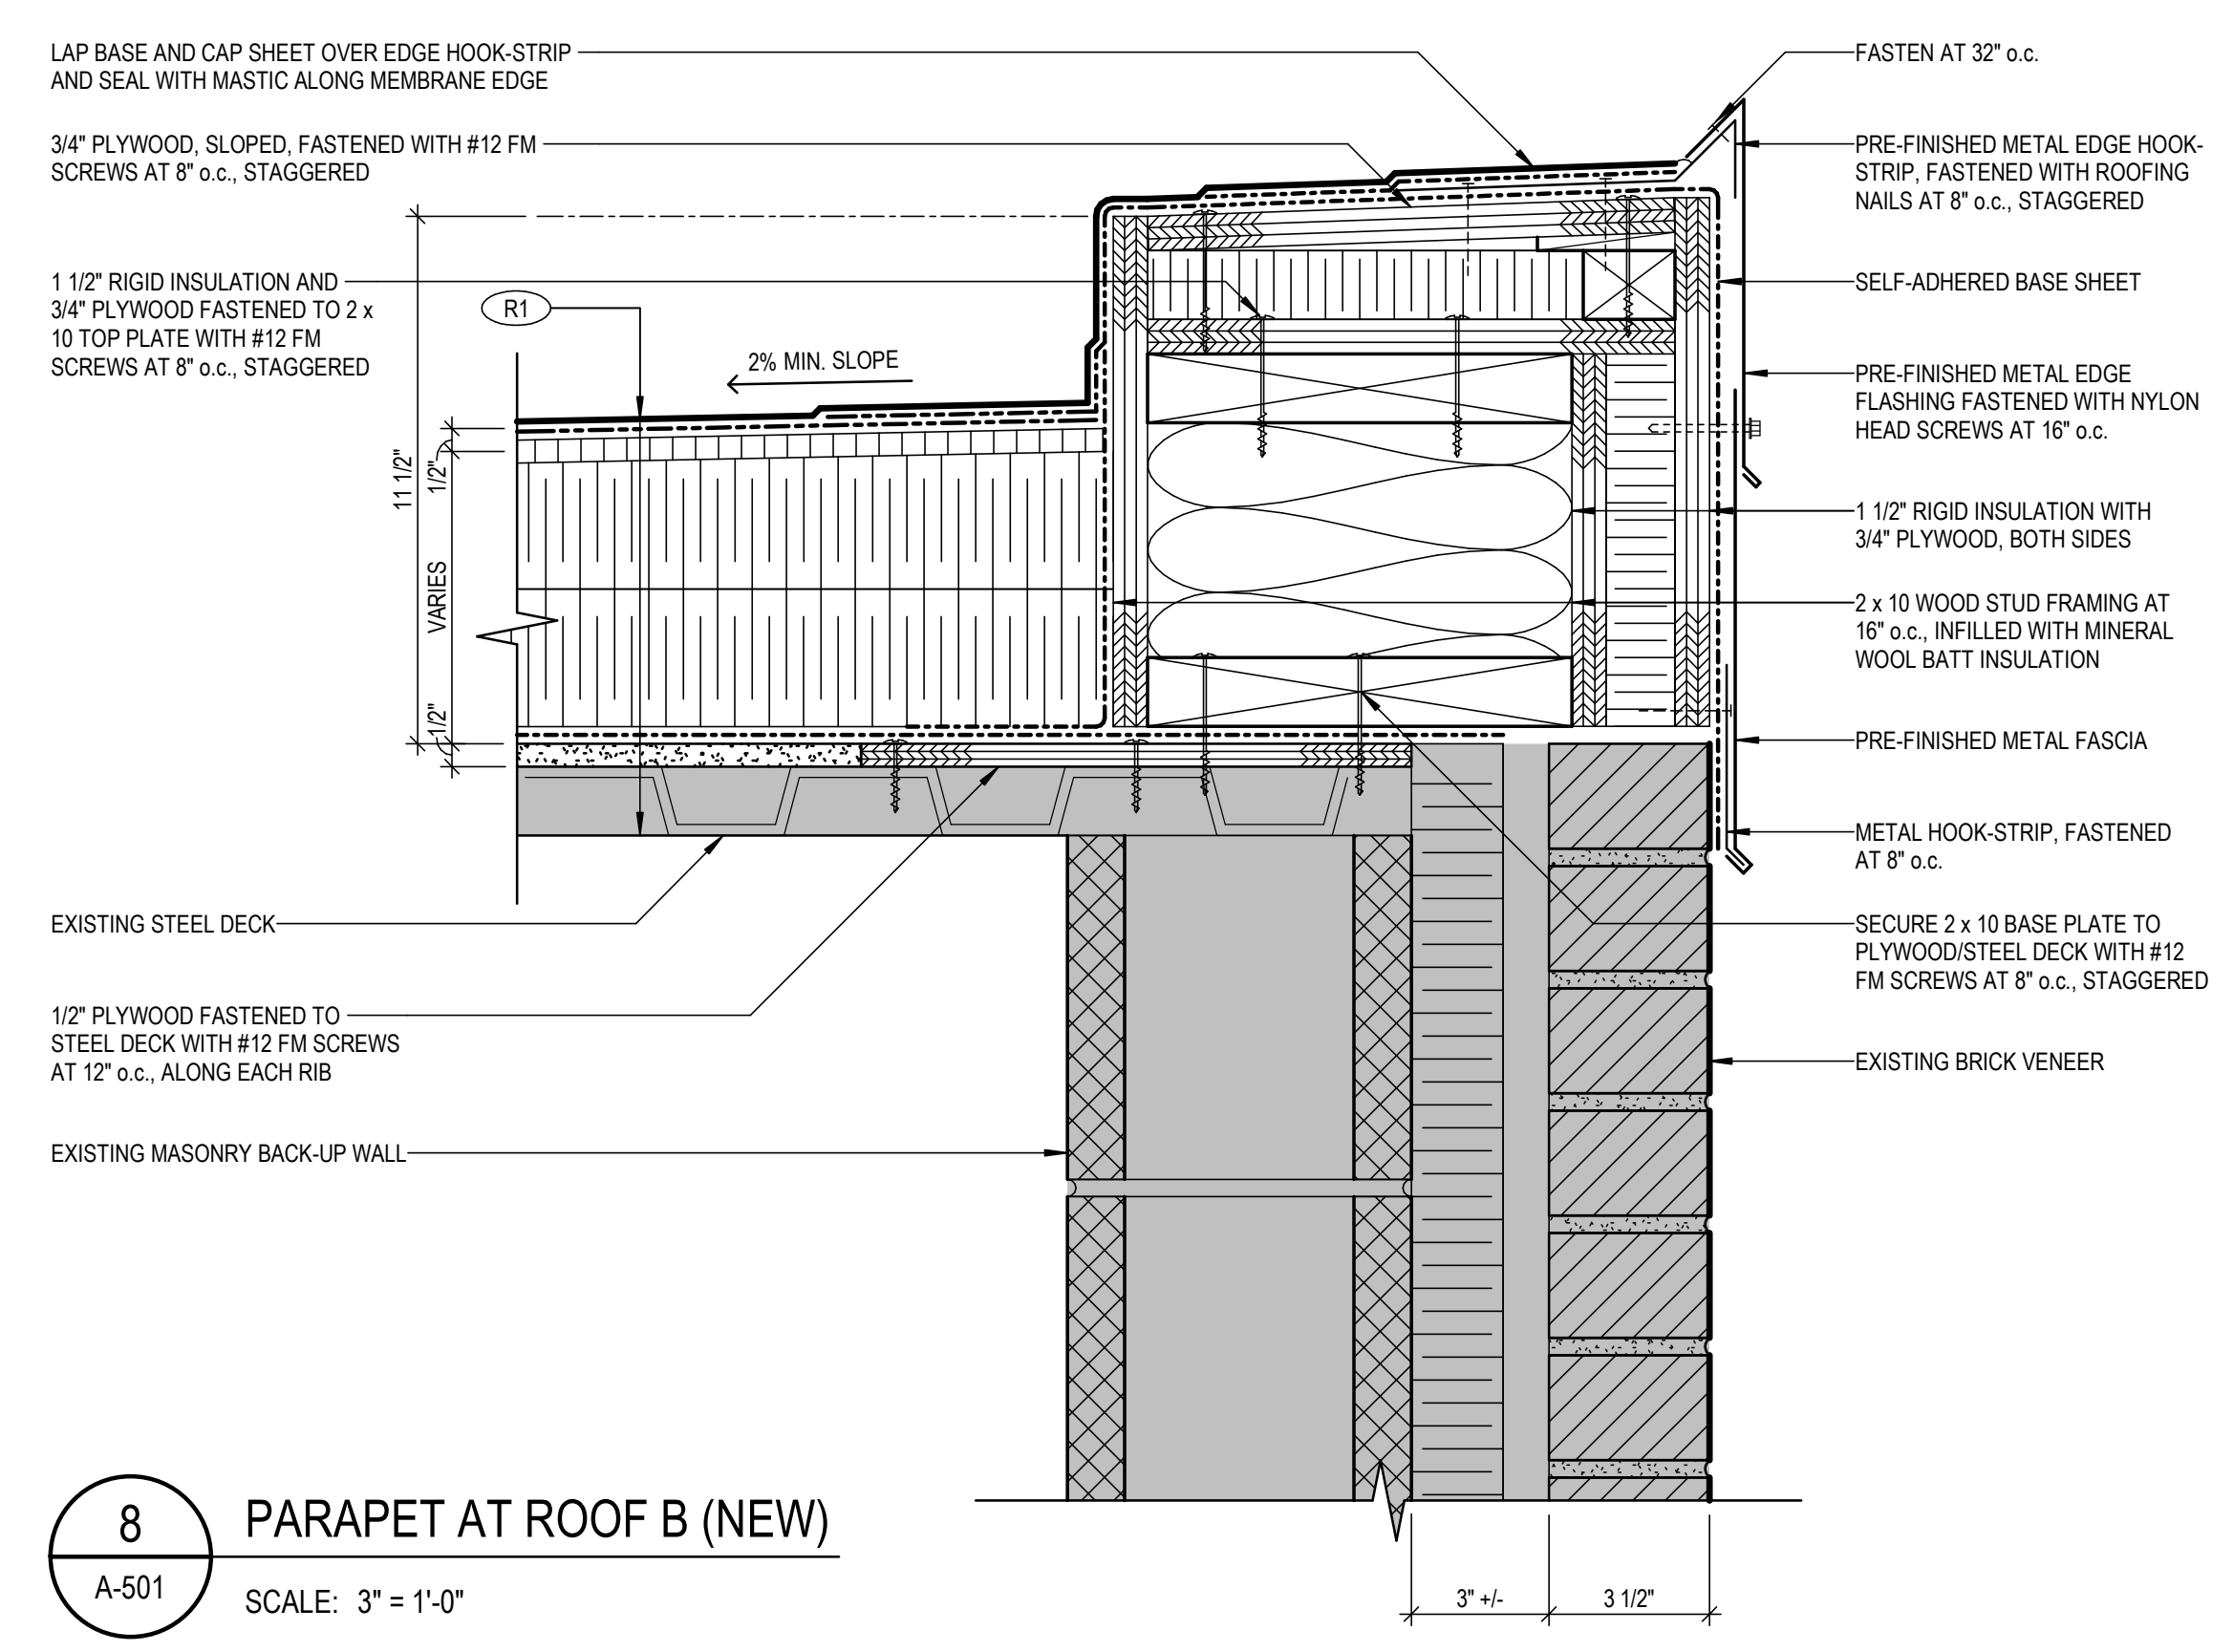 LAP BASE AND CAP SHEET OVER EDGE HOOK-STRIP
AND SEAL WITH MASTIC ALONG MEMBRANE EDGE
3/4" PLYWOOD, SLOPED, FASTENED WITH #12 FM
SCREWS AT 8" o.c., STAGGERED
1 1/2" RIGID INSULATION AND
3/4" PLYWOOD FASTENED TO 2 x
10 TOP PLATE WITH #12 FM
SCREWS AT 8" o.c., STAGGERED
R1
2% MIN. SLOPE
11 1/2"
1/2"
VARIES
1/2"
EXISTING STEEL DECK
1/2" PLYWOOD FASTENED TO
STEEL DECK WITH #12 FM SCREWS
AT 12" o.c., ALONG EACH RIB
EXISTING MASONRY BACK-UP WALL
FASTEN AT 32" o.c.
PRE-FINISHED METAL EDGE HOOK-
STRIP, FASTENED WITH ROOFING
NAILS AT 8" o.c., STAGGERED
SELF-ADHERED BASE SHEET
PRE-FINISHED METAL EDGE
FLASHING FASTENED WITH NYLON
HEAD SCREWS AT 16" o.c.
1 1/2" RIGID INSULATION WITH
3/4" PLYWOOD, BOTH SIDES
2 x 10 WOOD STUD FRAMING AT
16" o.c., INFILLED WITH MINERAL
WOOL BATT INSULATION
PRE-FINISHED METAL FASCIA
METAL HOOK-STRIP, FASTENED
AT 8" o.c.
SECURE 2 x 10 BASE PLATE TO
PLYWOOD/STEEL DECK WITH #12
FM SCREWS AT 8" o.c., STAGGERED
EXISTING BRICK VENEER
3" +/-
3 1/2"
8
A-501
PARAPET AT ROOF B (NEW)
SCALE: 3" = 1'-0"